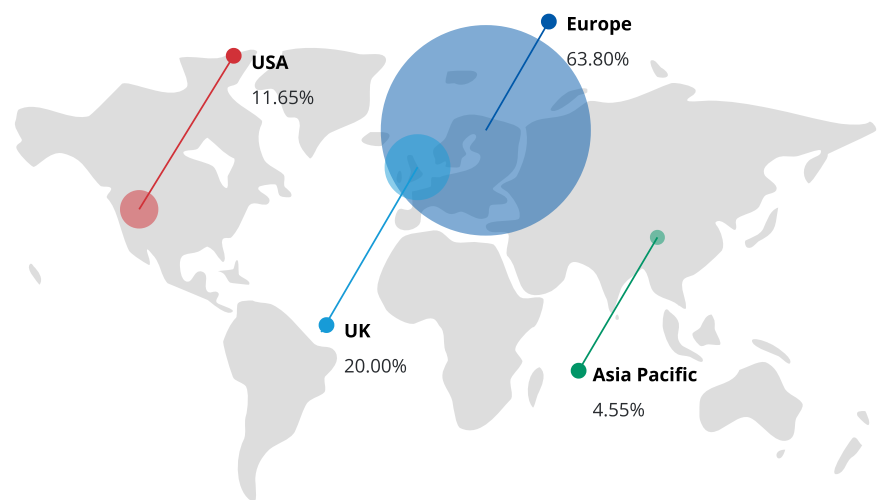 Europe
63.80%
USA
11.65%
UK
20.00%
Asia Pacific
4.55%